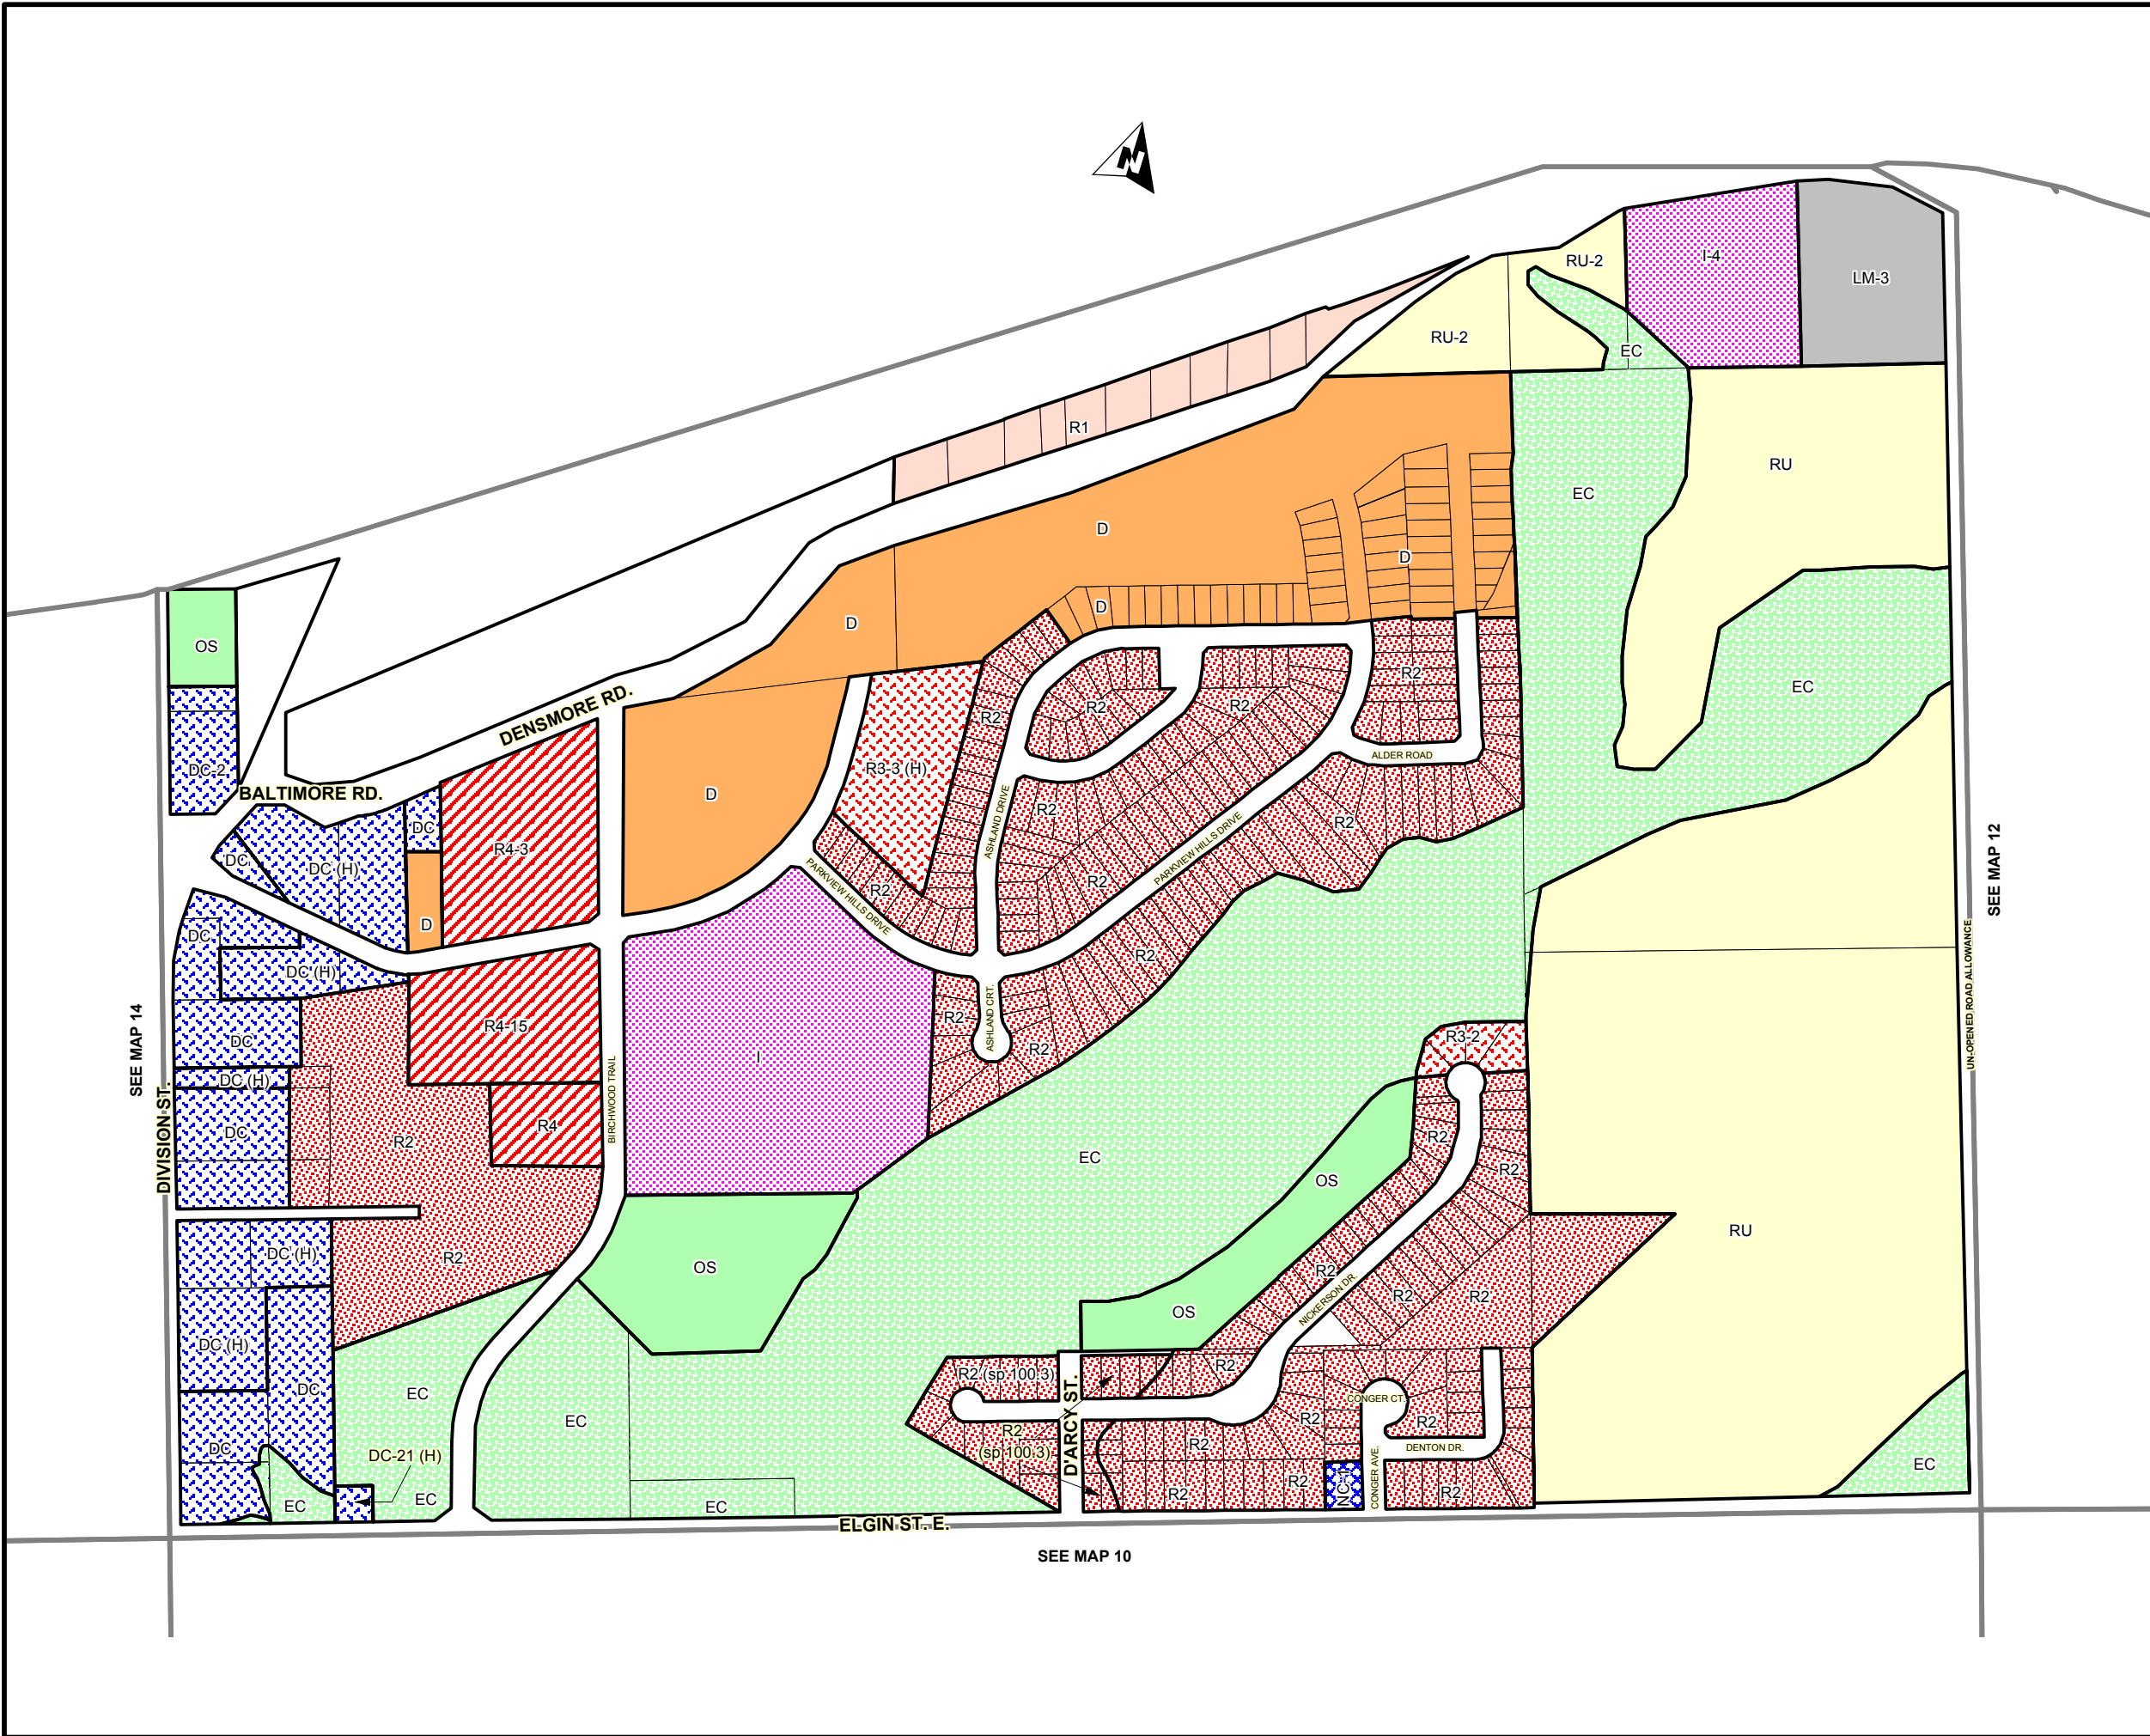 N
I-4
RU-2
LM-3
RU-2
EC
R1
RU
EC
D
D
D
D
OS
EC
R2
R2
R2
R2
DENSMORE RD.
ALDER ROAD
R3-3 (H)
DC-2
BALTIMORE RD.
D
R2
ASHLAND DRIVE
R2
DC
R4-3
DC
DC (H)
PARKVIEW HILLS DRIVE
SEE MAP 12
R2
R2
PARKVIEW HILLS DRIVE
D
DC
R2
DC (H)
UN-OPENED ROAD ALLOWANCE
R2
ASHLAND CRT.
R4-15
R3-2
DC
R2
I
SEE MAP 14
DC (H)
BIRCHWOOD TRAIL
R4
DC
R2
DIVISION ST.
R2
EC
R2
OS
RU
DC (H)
R2
OS
R2
NICKERSON DR.
R2
R2
OS
DC (H)
R2
R2 (sp 100.3)
DC
EC
CONGER CT.
D'ARCY ST.
EC
R2
R2
R2
(sp 100.3)
R2
DC
DENTON DR.
DC-21 (H)
EC
R2
CONGER AVE.
NC-1
R2
R2
EC
EC
EC
ELGIN ST. E.
SEE MAP 10